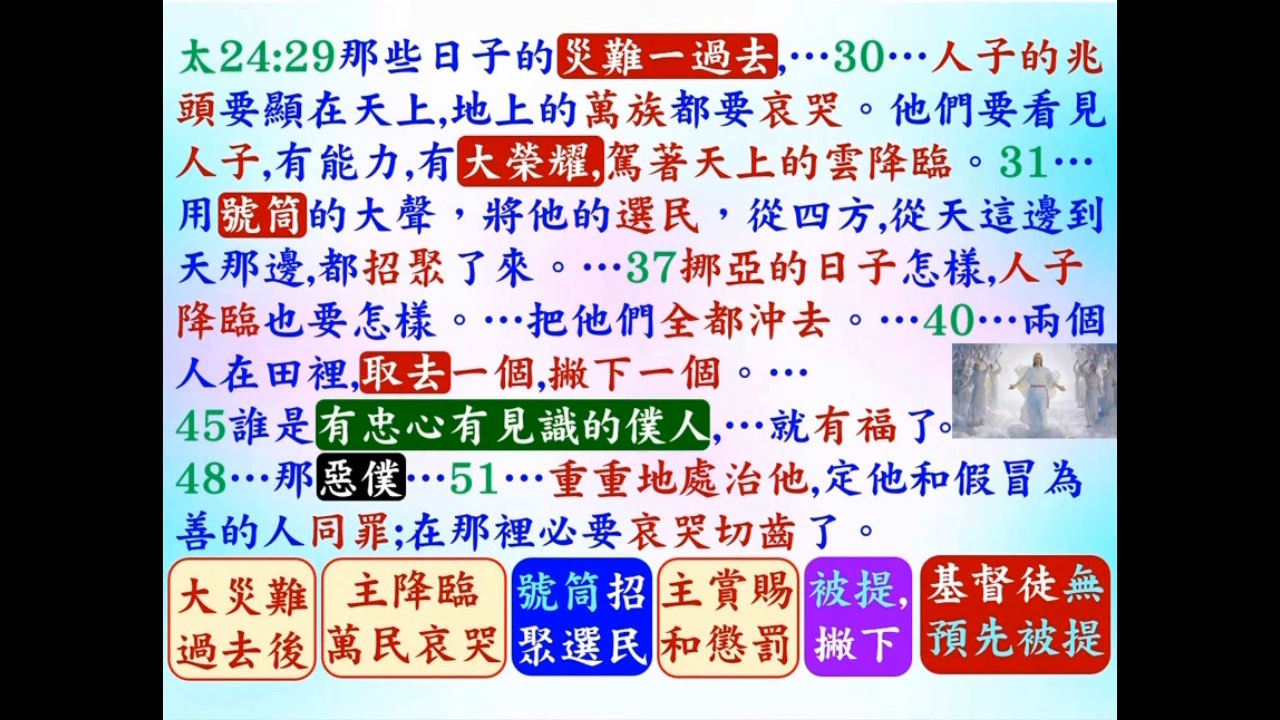 太24:29那些日子的災難一過去,…30…人子的兆
頭要顯在天上,地上的萬族都要哀哭。他們要看見
人子,有能力,有大榮耀,駕著天上的雲降臨。31…
用號筒的大聲，將他的選民，從四方,從天這邊到
天那邊,都招聚了來。…37挪亞的日子怎樣,人子
降臨也要怎樣。…把他們全都沖去。…40…兩個
人在田裡,取去一個,撇下一個。…
45誰是有忠心有見識的僕人,…就有福了。
48…那惡僕…51…重重地處治他,定他和假冒為
善的人同罪;在那裡必要哀哭切齒了。
大災難
過去後
主降臨
萬民哀哭
號筒招
聚選民
主賞賜
和懲罰
被提,
撇下
基督徒無
預先被提